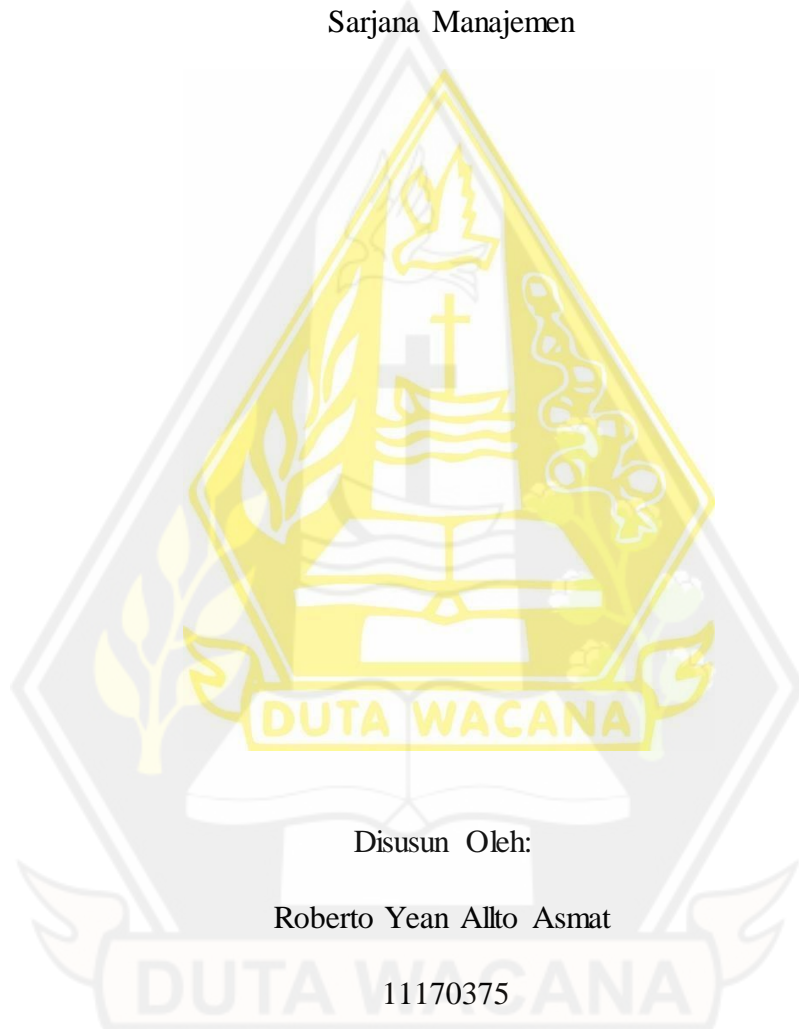 Sarjana Manajemen
DUTA WACANA
Disusun Oleh:
Roberto Yean Allto Asmat
DUTA WACANA
11170375